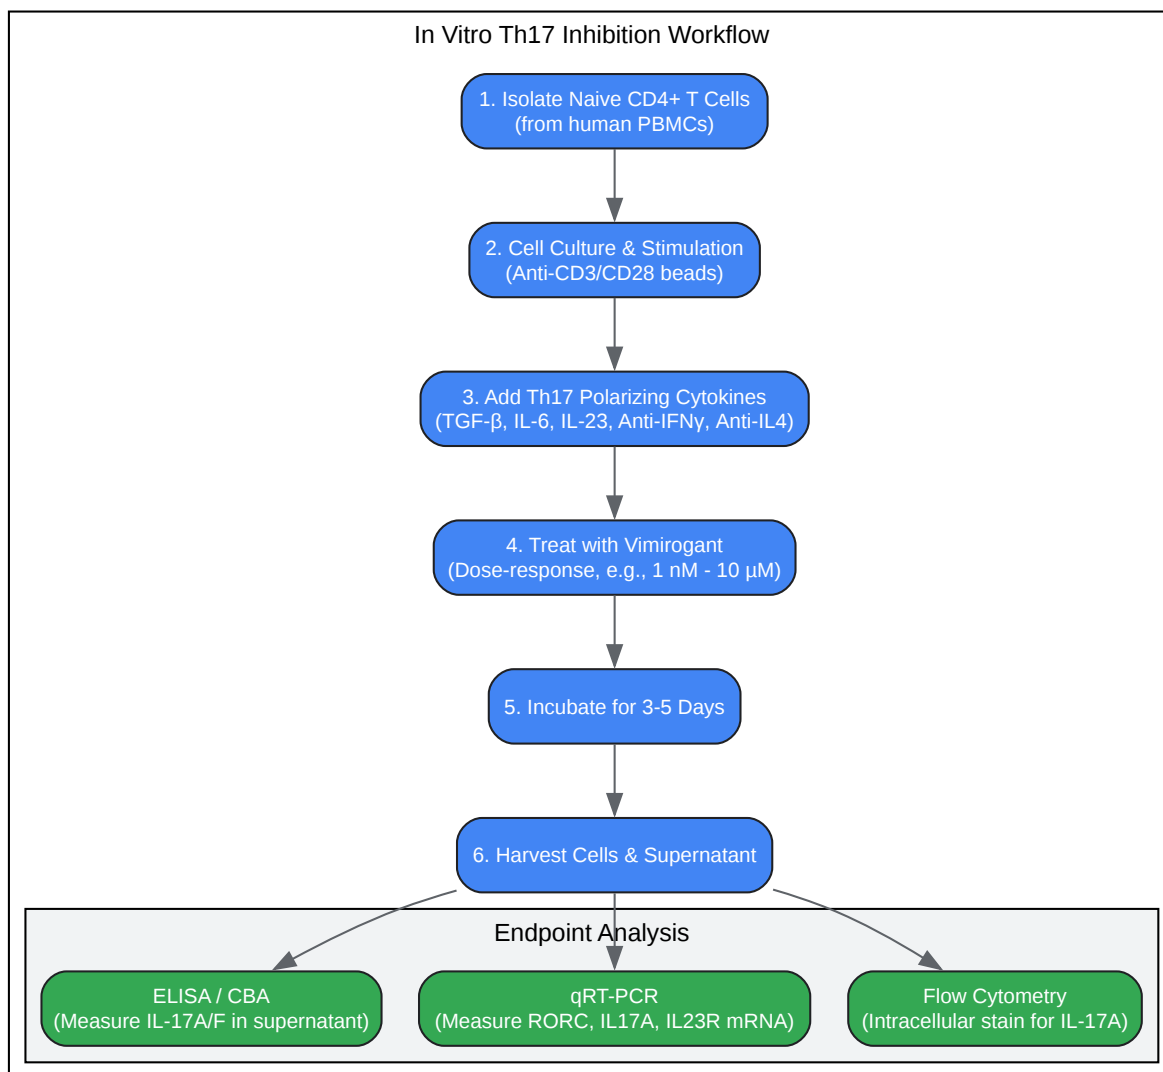 In Vitro Th17 Inhibition Workflow
1. Isolate Naive CD4+ T Cells
(from human PBMCs)
2. Cell Culture & Stimulation
(Anti-CD3/CD28 beads)
3. Add Th17 Polarizing Cytokines
(TGF-β, IL-6, IL-23, Anti-IFNγ, Anti-IL4)
4. Treat with Vimirogant
(Dose-response, e.g., 1 nM - 10 µM)
5. Incubate for 3-5 Days
6. Harvest Cells & Supernatant
Endpoint Analysis
ELISA / CBA
(Measure IL-17A/F in supernatant)
qRT-PCR
(Measure RORC, IL17A, IL23R mRNA)
Flow Cytometry
(Intracellular stain for IL-17A)